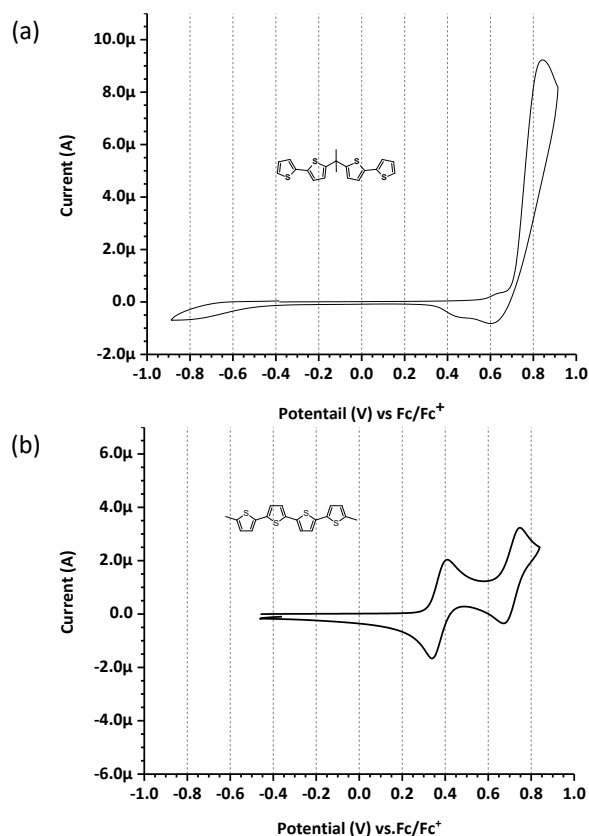 (a)
10.0µ
8.0µ
6.0µ
4.0µ
2.0µ
0.0
-2.0µ
Current (A)
S S
S S
-1.0 -0.8 -0.6 -0.4 -0.2 0.0 0.2 0.4 0.6 0.8 1.0
Potentail (V) vs Fc/Fc⁺
(b)
6.0µ
4.0µ
2.0µ
0.0
-2.0µ
-4.0µ
-6.0µ
Current (A)
S S
S S
-1.0 -0.8 -0.6 -0.4 -0.2 0.0 0.2 0.4 0.6 0.8 1.0
Potential (V) vs.Fc/Fc⁺